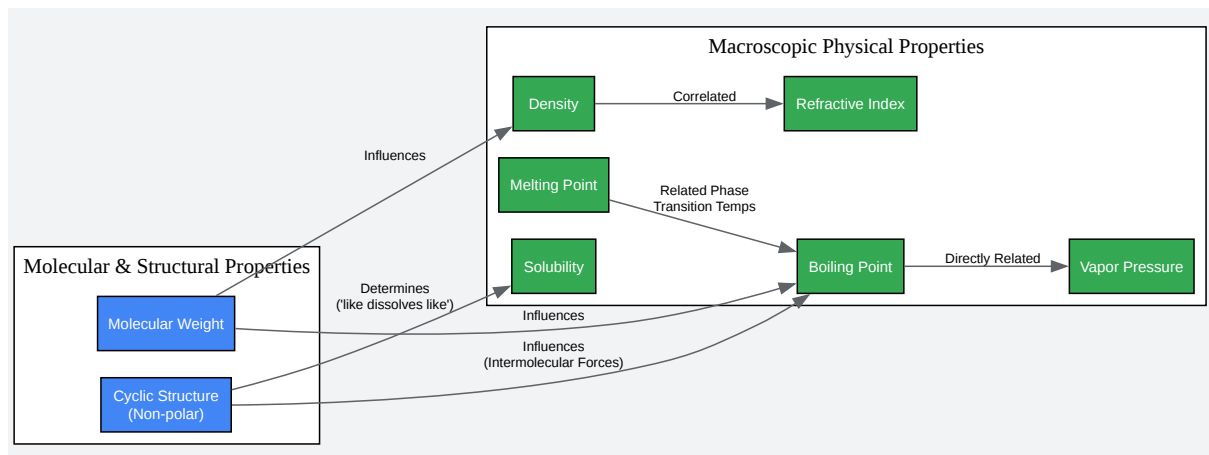 Macroscopic Physical Properties
Density
Correlated
Refractive Index
Influences
Melting Point
Related Phase
Transition Temps
Molecular & Structural Properties
Solubility
Boiling Point
Directly Related
Vapor Pressure
Determines
('like dissolves like')
Molecular Weight
Influences
Influences
(Intermolecular Forces)
Cyclic Structure
(Non-polar)